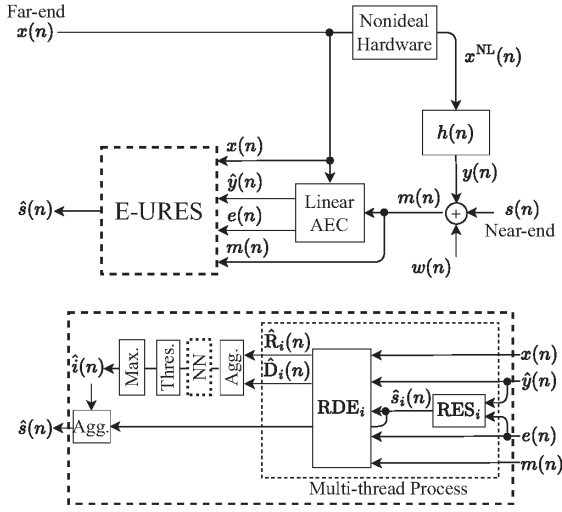 Far-end
x(n)
Nonideal
Hardware
x^NL(n)
h(n)
x(n)
ŷ(n)
e(n)
m(n)
E-URES
ŝ(n)
Linear
AEC
m(n)
y(n)
+
s(n)
Near-end
w(n)
î(n)
Max.
Thres.
NN
Agg.
R̂_i(n)
D̂_i(n)
RDE_i
ŝ_i(n)
RES_i
x(n)
ŷ(n)
ŝ(n)
Agg.
e(n)
m(n)
Multi-thread Process